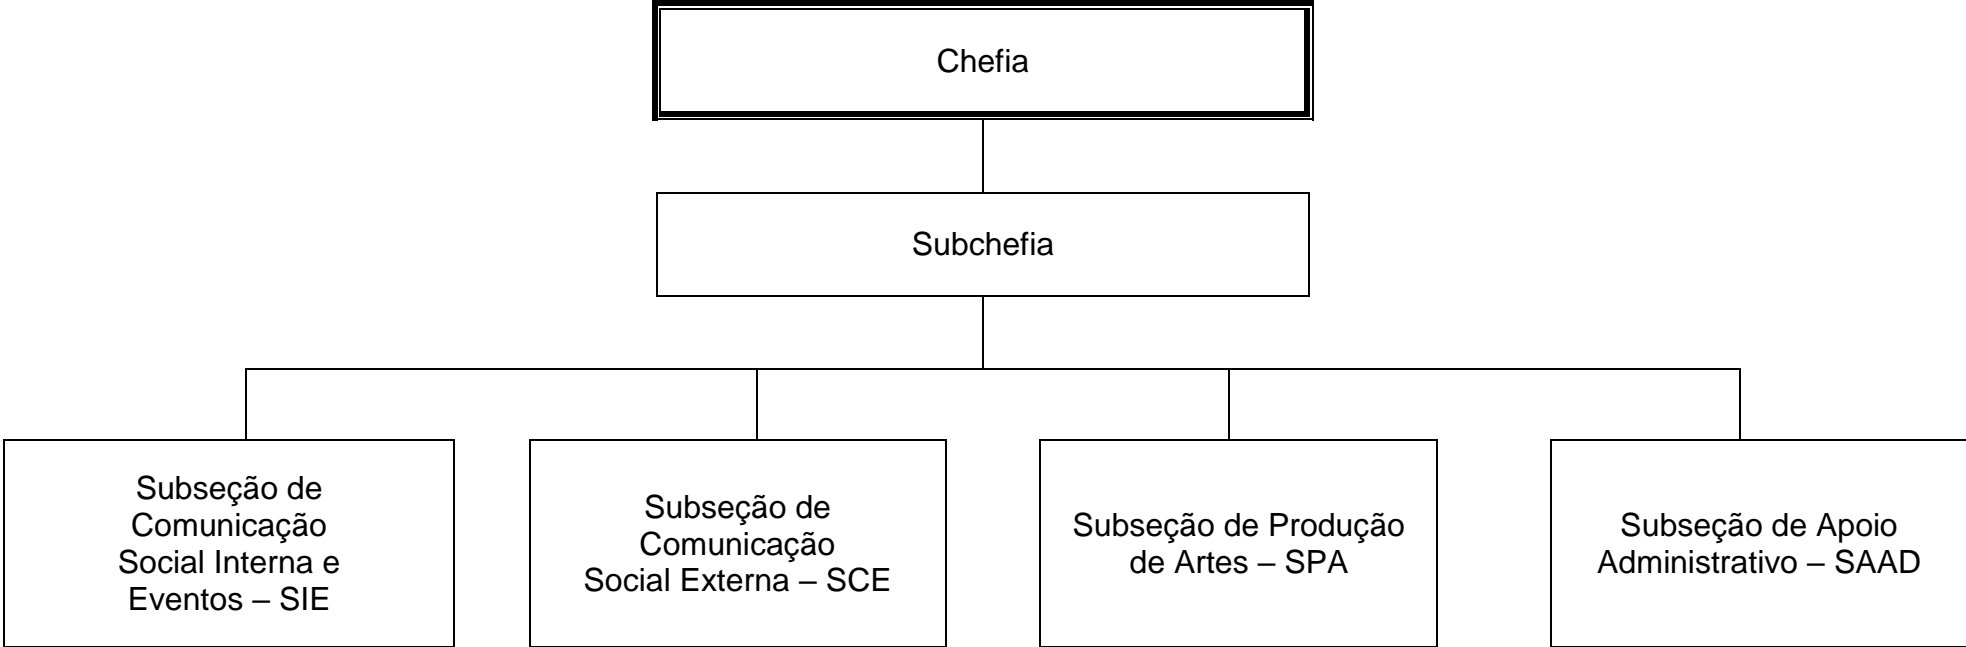 Chefia
Subchefia
Subseção de
Comunicação
Social Interna e
Eventos – SIE
Subseção de
Comunicação
Social Externa – SCE
Subseção de Produção
de Artes – SPA
Subseção de Apoio
Administrativo – SAAD